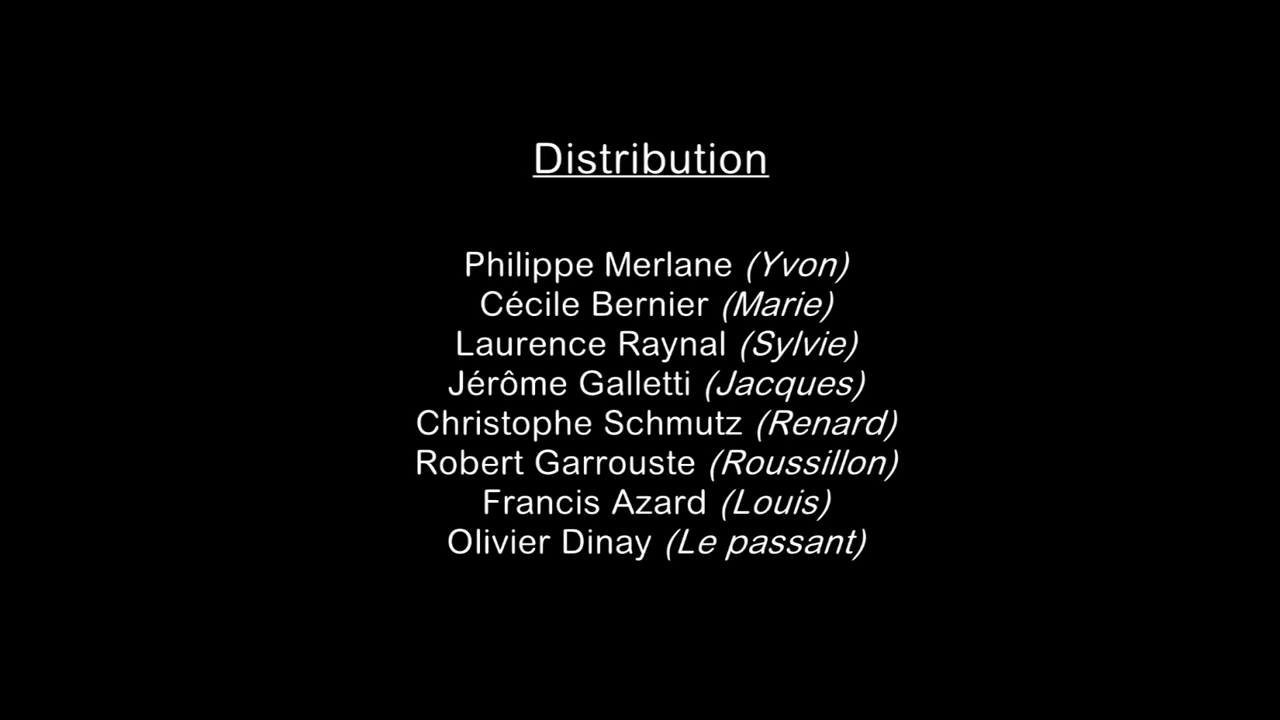 Distribution
Philippe Merlane (Yvon)
Cécile Bernier (Marie)
Laurence Raynal (Sylvie)
Jérôme Galletti (Jacques)
Christophe Schmutz (Renard)
Robert Garrouste (Roussillon)
Francis Azard (Louis)
Olivier Dinay (Le passant)